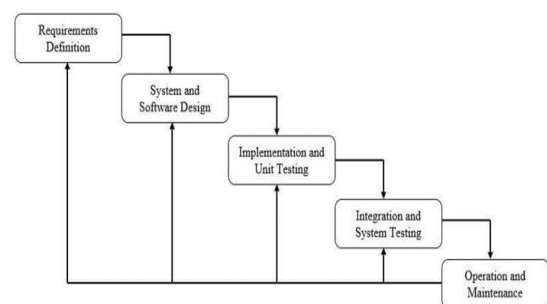 Requirements
Definition
System and
Software Design
Implementation and
Unit Testing
Integration and
System Testing
Operation and
Maintenance